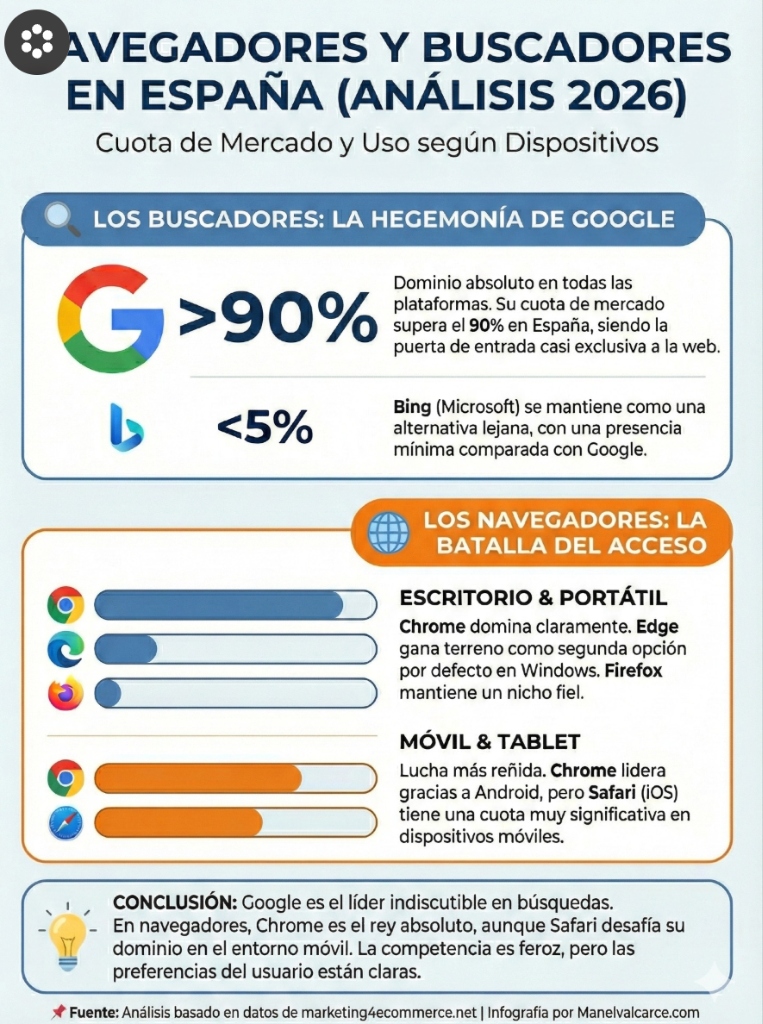 AVEGADORES Y BUSCADORES
EN ESPAÑA (ANÁLISIS 2026)
Cuota de Mercado y Uso según Dispositivos
LOS BUSCADORES: LA HEGEMONÍA DE GOOGLE
>90%
Dominio absoluto en todas las
plataformas. Su cuota de mercado
supera el 90% en España, siendo la
puerta de entrada casi exclusiva a la web.
<5%
Bing (Microsoft) se mantiene como una
alternativa lejana, con una presencia
mínima comparada con Google.
LOS NAVEGADORES: LA
BATALLA DEL ACCESO
ESCRITORIO & PORTÁTIL
Chrome domina claramente. Edge
gana terreno como segunda opción
por defecto en Windows. Firefox
mantiene un nicho fiel.
MÓVIL & TABLET
Lucha más reñida. Chrome lidera
gracias a Android, pero Safari (iOS)
tiene una cuota muy significativa en
dispositivos móviles.
CONCLUSIÓN: Google es el líder indiscutible en búsquedas.
En navegadores, Chrome es el rey absoluto, aunque Safari desafía su
dominio en el entorno móvil. La competencia es feroz, pero las
preferencias del usuario están claras.
Fuente: Análisis basado en datos de marketing4ecommerce.net | Infografía por Manelvalcarce.com